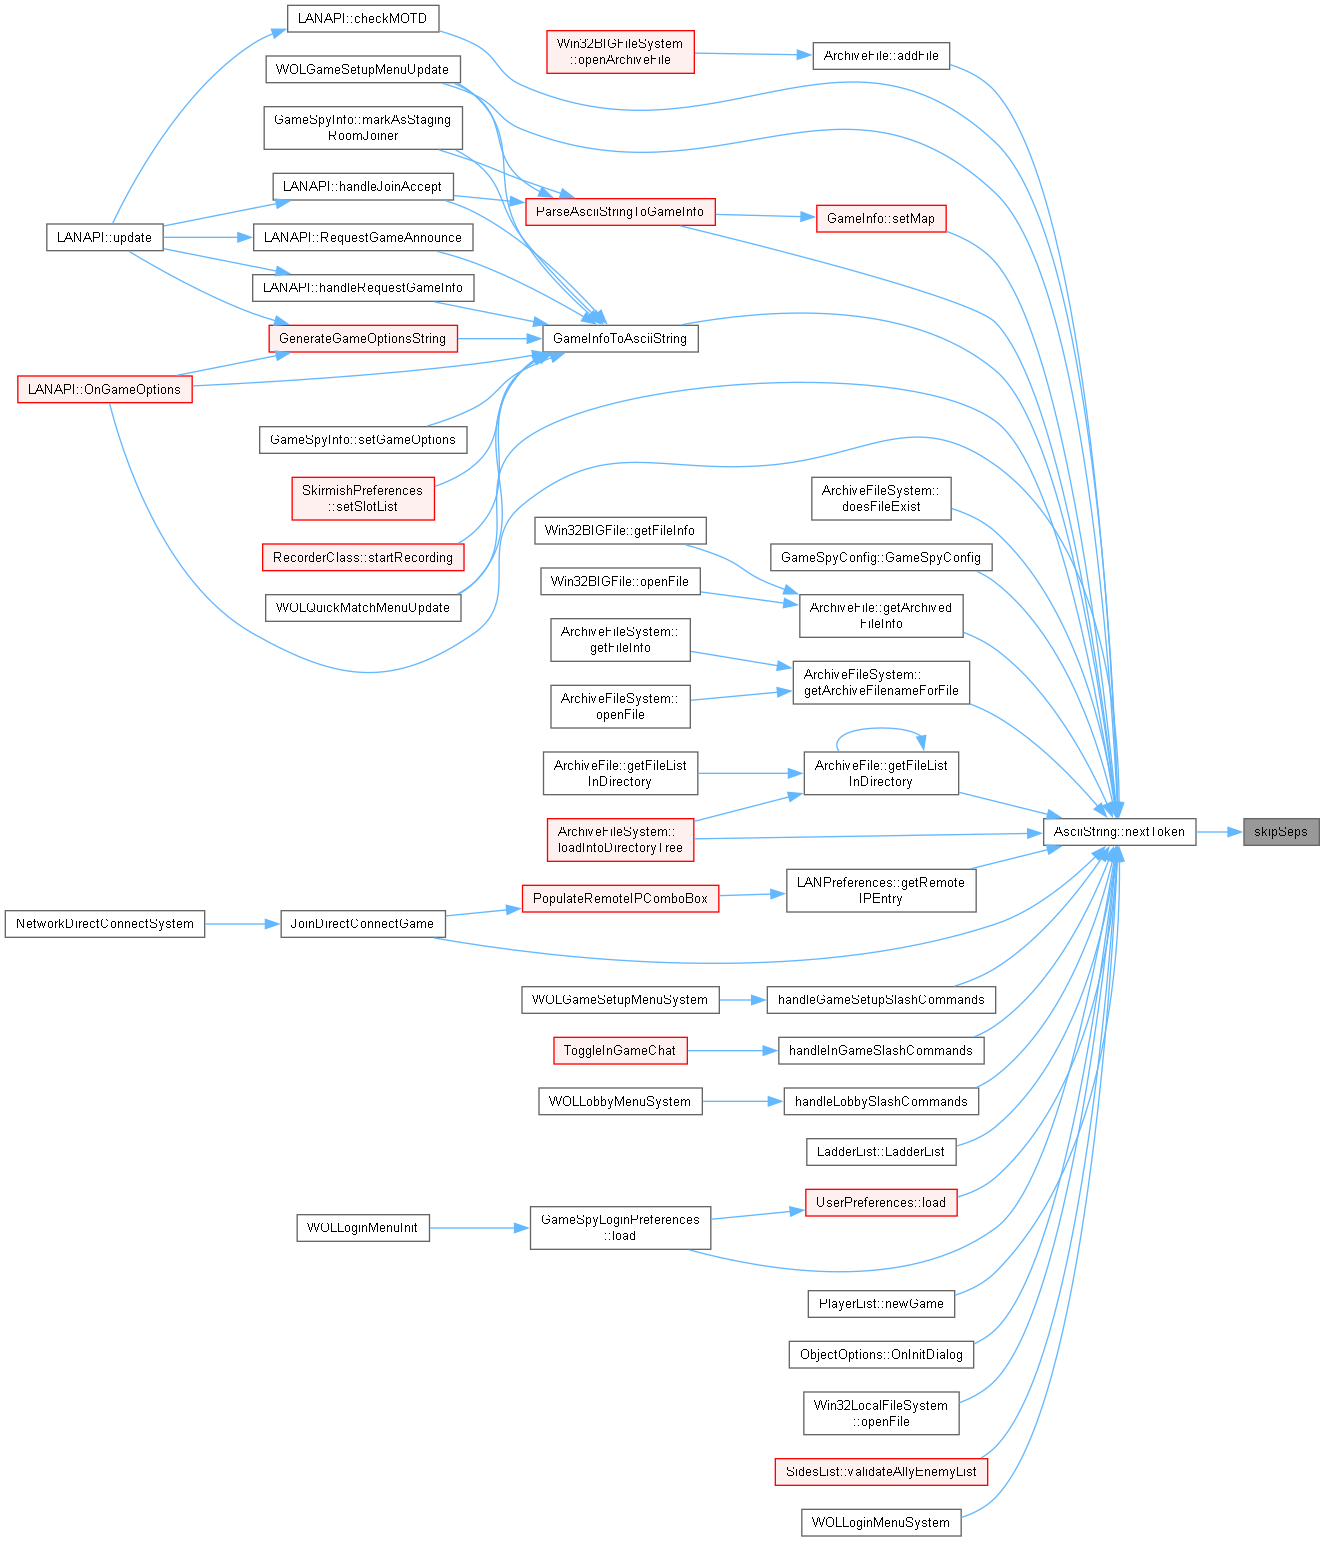 LANAPI::checkMOTD
Win32BIGFileSystem
::openArchiveFile
ArchiveFile::addFile
WOLGameSetupMenuUpdate
GameSpyInfo::markAsStaging
RoomJoiner
LANAPI::handleJoinAccept
ParseAsciiStringToGameInfo
GameInfo::setMap
LANAPI::update
LANAPI::RequestGameAnnounce
LANAPI::handleRequestGameInfo
GenerateGameOptionsString
GameInfoToAsciiString
LANAPI::OnGameOptions
GameSpyInfo::setGameOptions
SkirmishPreferences
::setSlotList
ArchiveFileSystem::
doesFileExist
Win32BIGFile::getFileInfo
RecorderClass::startRecording
GameSpyConfig::GameSpyConfig
Win32BIGFile::openFile
WOLQuickMatchMenuUpdate
ArchiveFile::getArchived
FileInfo
ArchiveFileSystem::
getFileInfo
ArchiveFileSystem::
getArchiveFilenameForFile
ArchiveFileSystem::
openFile
ArchiveFile::getFileList
InDirectory
ArchiveFile::getFileList
InDirectory
ArchiveFileSystem::
loadIntoDirectoryTree
AsciiString::nextToken
skipSeps
LANPreferences::getRemote
IPEntry
PopulateRemoteIPComboBox
NetworkDirectConnectSystem
JoinDirectConnectGame
WOLGameSetupMenuSystem
handleGameSetupSlashCommands
ToggleInGameChat
handleInGameSlashCommands
WOLLobbyMenuSystem
handleLobbySlashCommands
LadderList::LadderList
UserPreferences::load
WOLLoginMenuInit
GameSpyLoginPreferences
::load
PlayerList::newGame
ObjectOptions::OnInitDialog
Win32LocalFileSystem
::openFile
SidesList::validateAllyEnemyList
WOLLoginMenuSystem